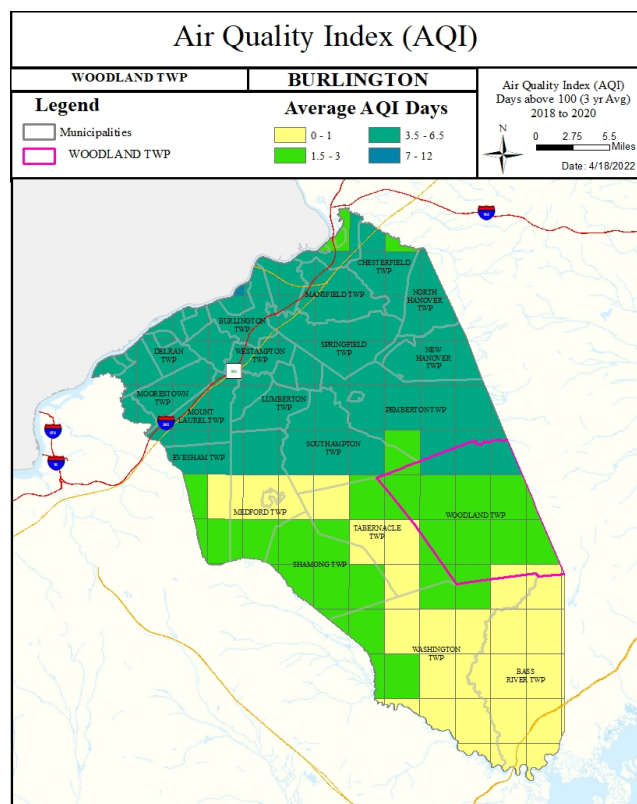 Air Quality Index (AQI)
WOODLAND TWP
BURLINGTON
Legend
Municipalities
WOODLAND TWP
Average AQI Days
0 - 1
3.5 - 6.5
1.5 - 3
7 - 12
Air Quality Index (AQI)
Days above 100 (3 yr Avg)
2018 to 2020
N
0 2.75 5.5
Miles
Date: 4/18/2022
CHESTERFIELD
TWP
MANSFIELD TWP
NORTH
HANOVER
TWP
BURLINGTON
TWP
SPRINGFIELD
TWP
NEW
HANOVER
TWP
DELRAN
TWP
WESTAMPTON
TWP
MOORESTOWN
TWP
LUMBERTON
TWP
MOUNT
LAUREL TWP
PEMBERTON TWP
SOUTHAMPTON
TWP
EVESHAM TWP
MEDFORD TWP
WOODLAND TWP
TABERNACLE
TWP
SHAMONG TWP
WASHINGTON
TWP
BASS
RIVER TWP